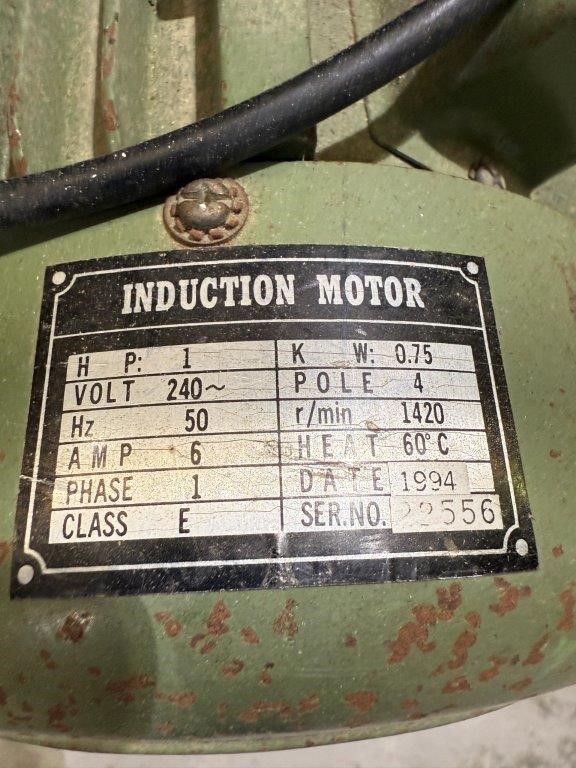 INDUCTION MOTOR
H P: 1 K W: 0.75
VOLT 240~ POLE 4
Hz 50 r/min 1420
AMP 6 HEAT 60°C
PHASE 1 DATE 1994
CLASS E SER.NO. 22556